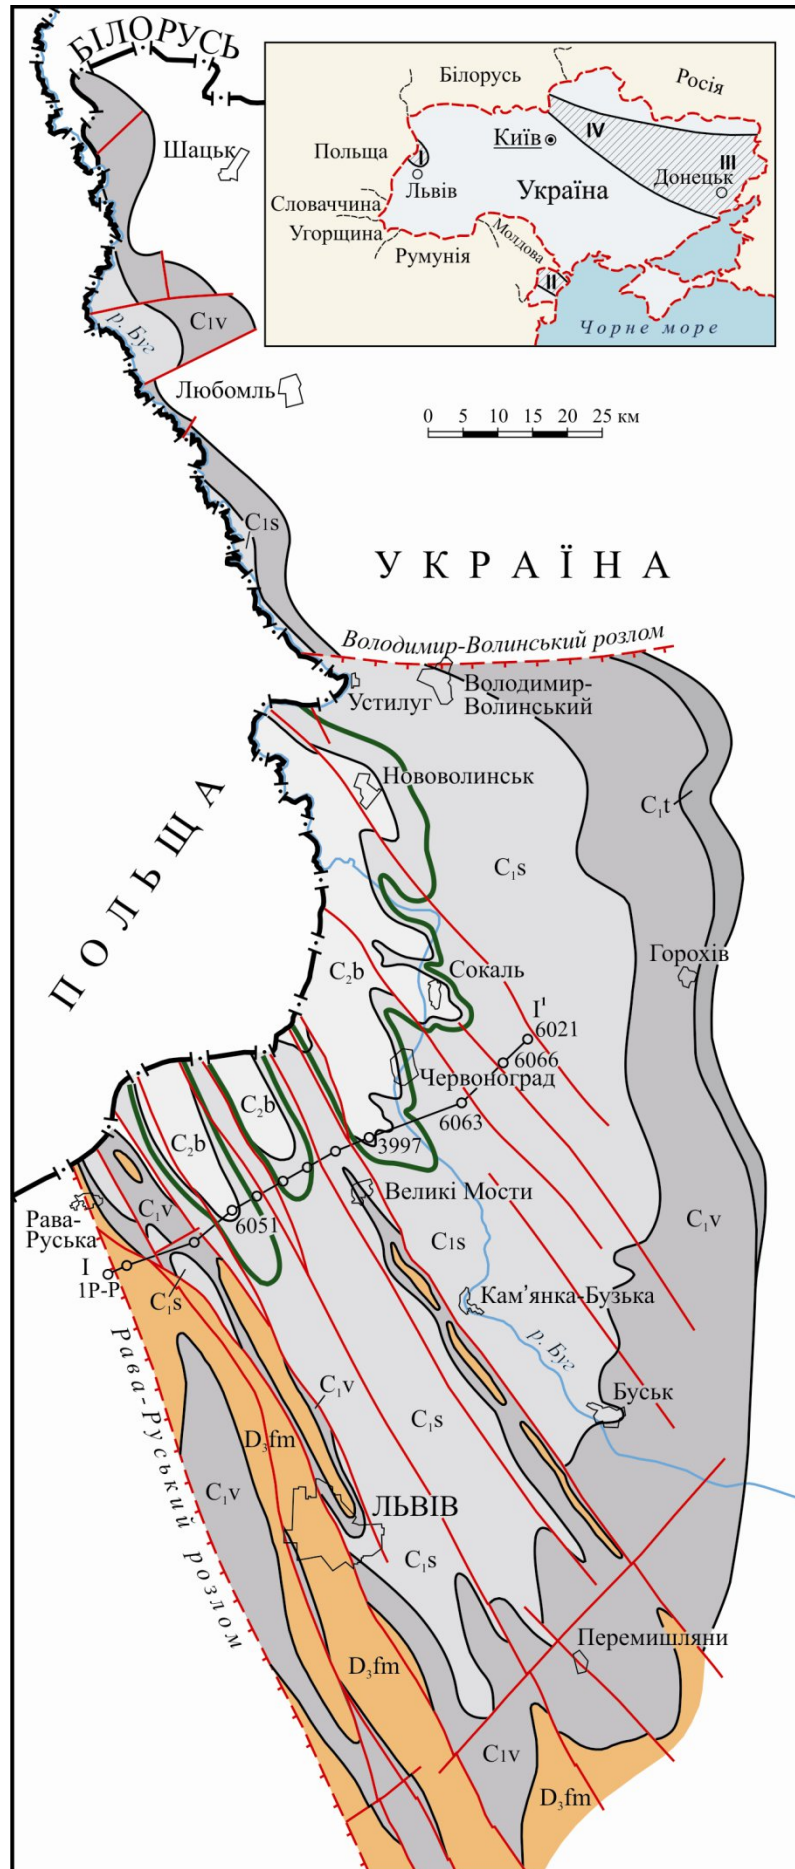 БІЛОРУСЬ
Шацьк
р. Буг
C1v
Любомль
Білорусь
Росія
Польща
I
Львів
Київ
IV
III
Донецьк
Словаччина
Україна
Угорщина
Румунія
Молдова
II
Чорне море
0 5 10 15 20 25 км
C1s
УКРАЇНА
Володимир-Волинський розлом
Устилуг
Володимир-
Волинський
Нововолинськ
ПОЛЬЩА
C₁t
C₁s
C₂b
Сокаль
Горохів
I'
6021
6066
Червоноград
6063
3997
C₂b
C₂b
Великі Мости
Рава-
Руська
C₁v
6051
I
1Р-Р
C₁s
C1s
C₁v
Кам'янка-Бузька
р. Буг
Буськ
Рава-Руський розлом
C₁v
C₁s
D₃fm
C₁v
ЛЬВІВ
C₁s
Перемишляни
D₃fm
C1v
D₃fm